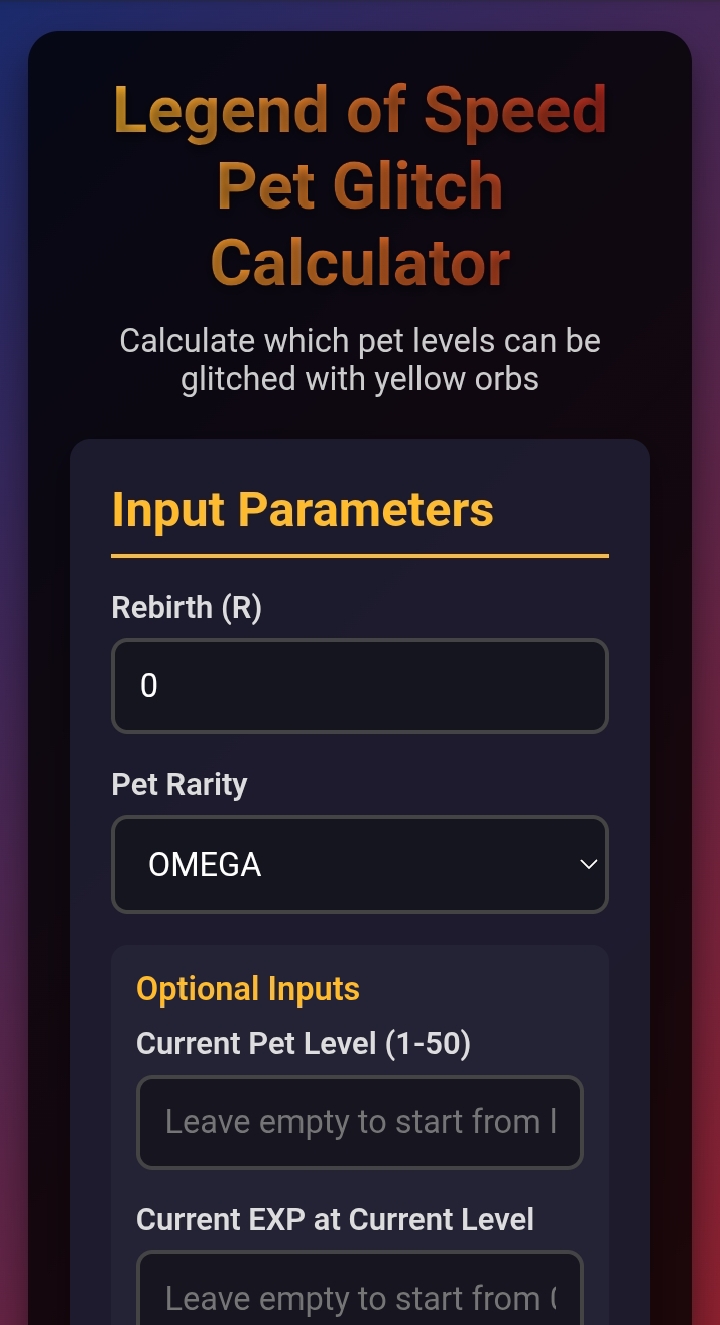 Legend of Speed
Pet Glitch
Calculator
Calculate which pet levels can be
glitched with yellow orbs
Input Parameters
Rebirth (R)
0
Pet Rarity
OMEGA
Optional Inputs
Current Pet Level (1-50)
Leave empty to start from
Current EXP at Current Level
Leave empty to start from